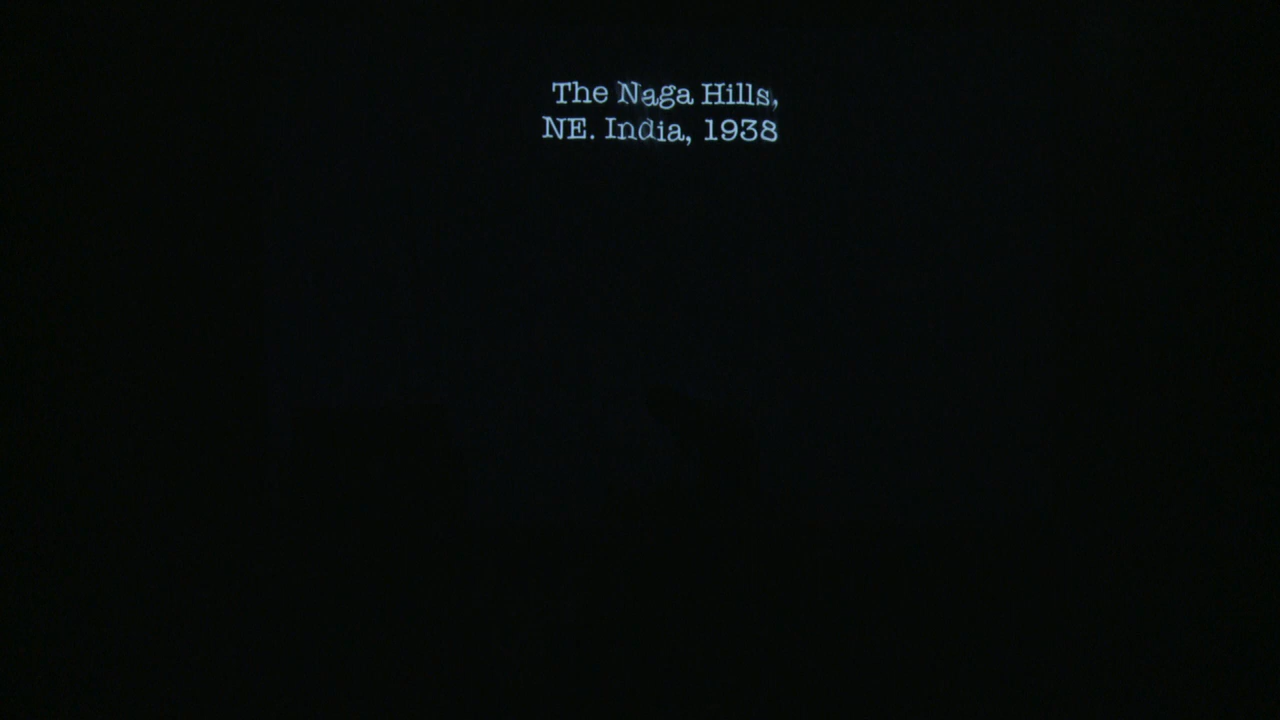 The Naga Hills,
NE. India, 1938